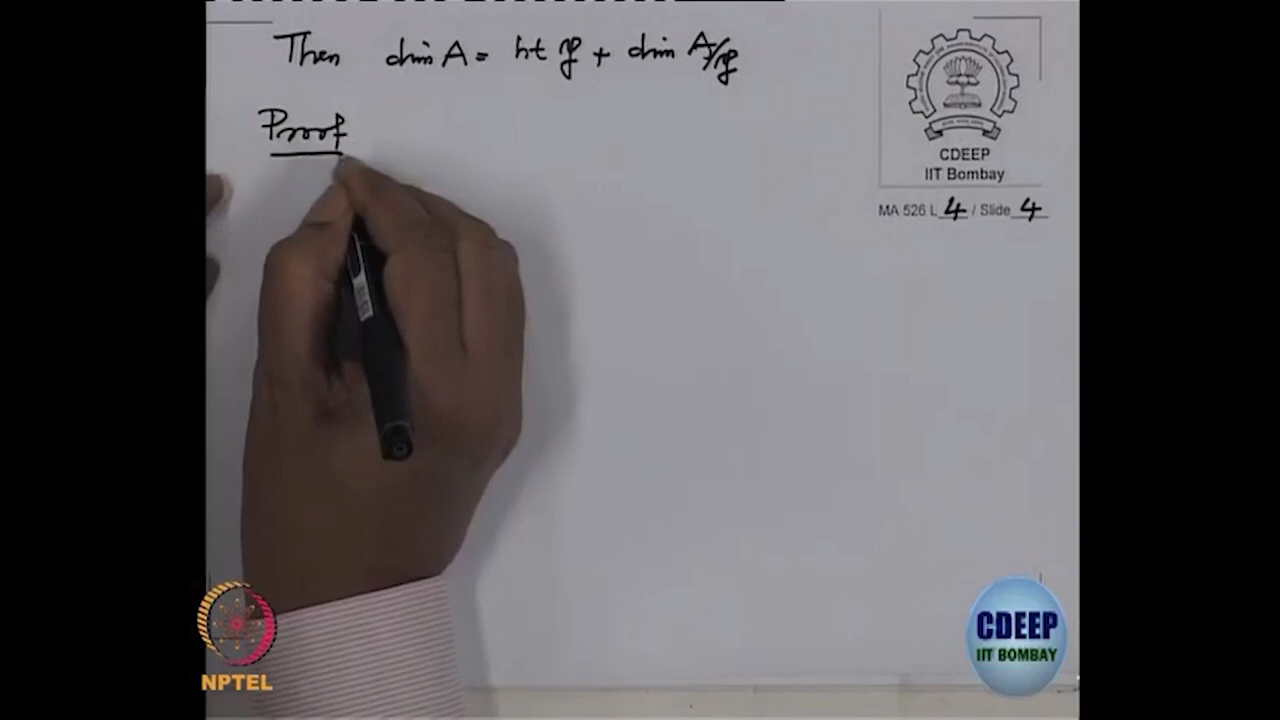 Then dim A = ht 𝔭 + dim A/𝔭
Proof
CDEEP
IIT Bombay
MA 526 L 4 / Slide 4
NPTEL
CDEEP
IIT BOMBAY